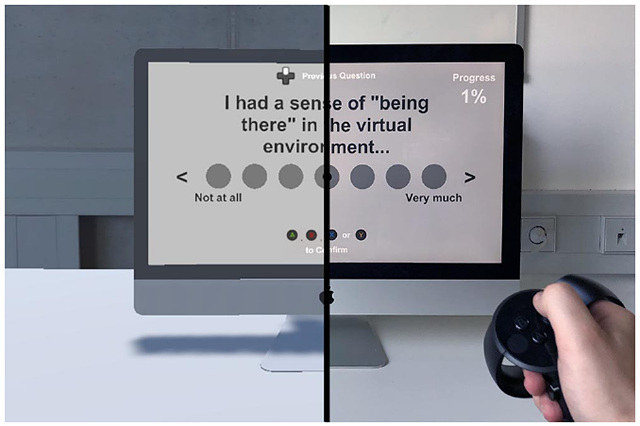 Previous Question
Progress
1%
I had a sense of "being
there" in the virtual
environment...
< >
Not at all Very much
A, B, X or Y
to Confirm